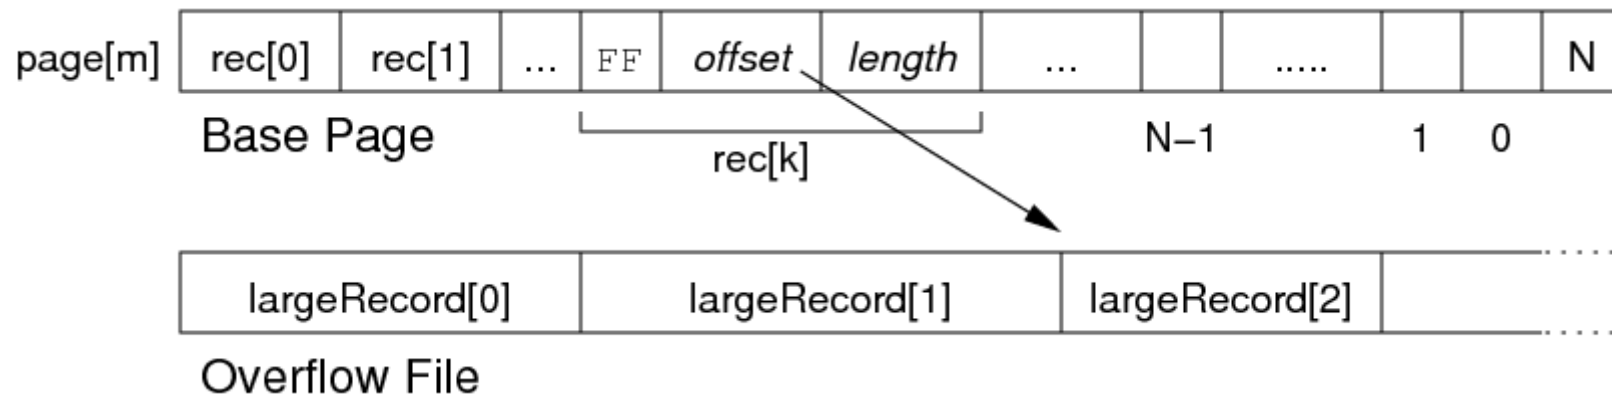 page[m] rec[0] rec[1] ... FF offset length ... ..... N
Base Page N–1 1 0
rec[k]
largeRecord[0] largeRecord[1] largeRecord[2]
Overflow File